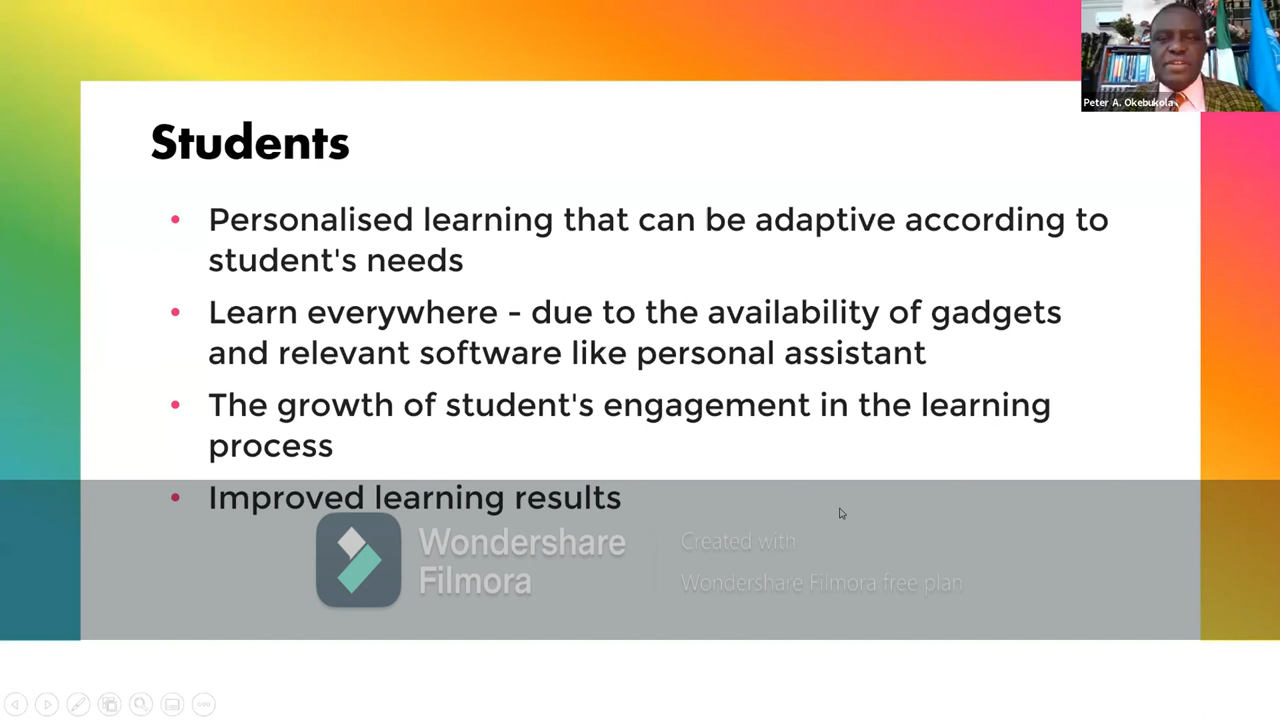 Peter A. Okebukola
Students
• Personalised learning that can be adaptive according to
student's needs
• Learn everywhere - due to the availability of gadgets
and relevant software like personal assistant
• The growth of student's engagement in the learning
process
• Improved learning results
Wondershare
Filmora
Created with
Wondershare Filmora free plan